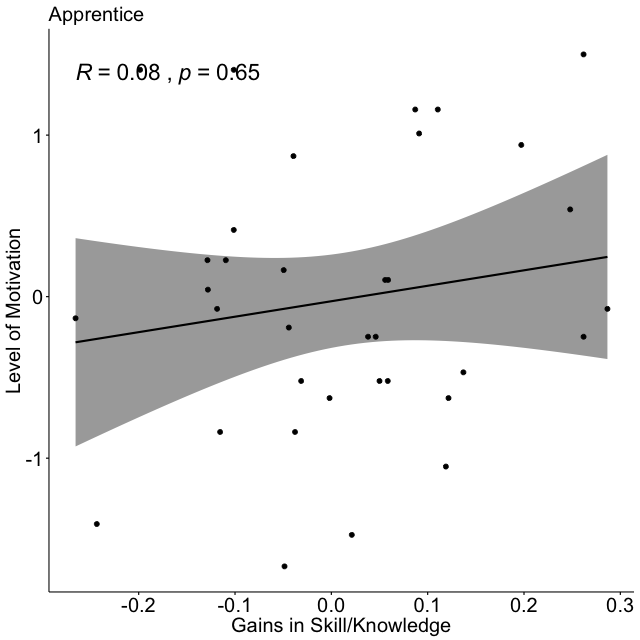 Apprentice
R = 0.08 , p = 0.65
1
0
-1
Level of Motivation
-0.2 -0.1 0.0 0.1 0.2 0.3
Gains in Skill/Knowledge